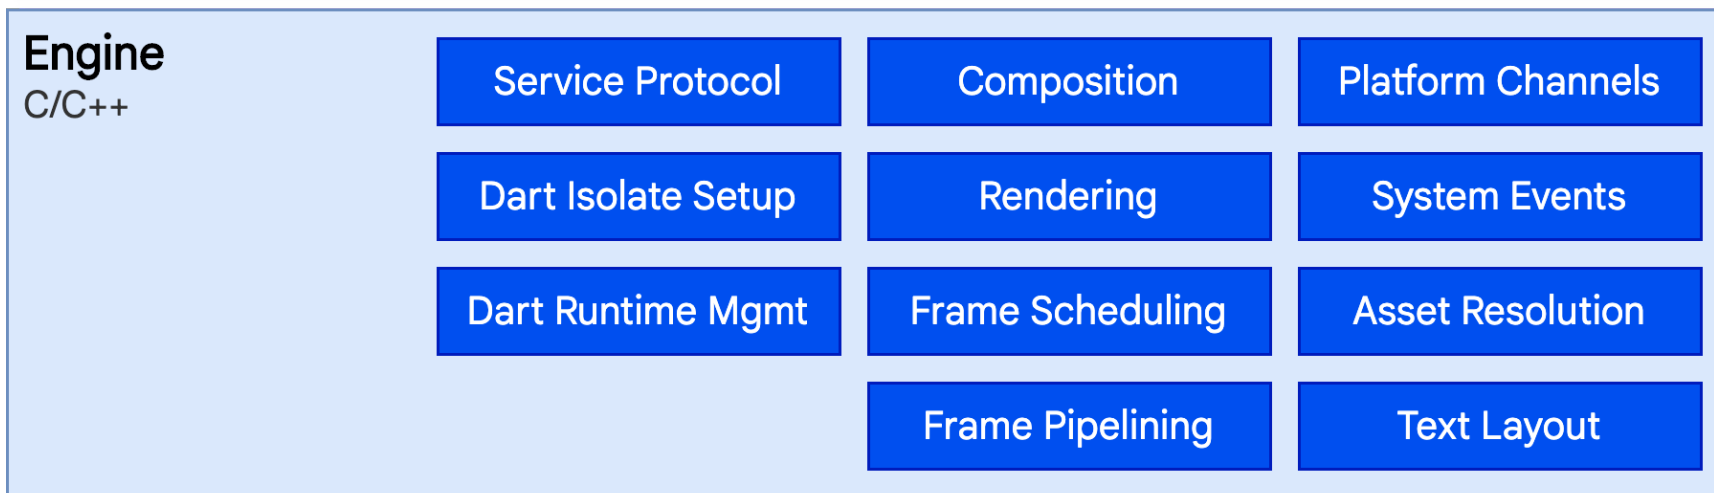 Engine
C/C++
Service Protocol
Composition
Platform Channels
Dart Isolate Setup
Rendering
System Events
Dart Runtime Mgmt
Frame Scheduling
Asset Resolution
Frame Pipelining
Text Layout